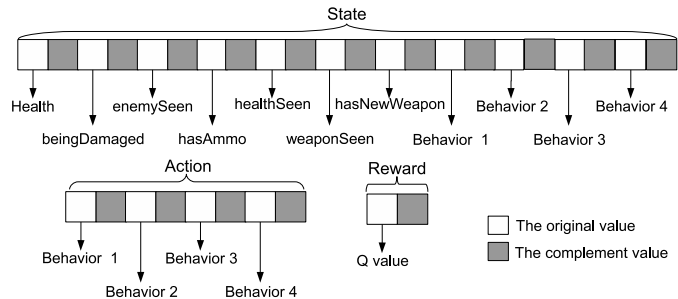 State
Health
enemySeen
healthSeen
hasNewWeapon
Behavior 2
Behavior 4
beingDamaged
hasAmmo
weaponSeen
Behavior 1
Behavior 3
Action
Reward
Behavior 1
Behavior 3
Behavior 2
Behavior 4
Q value
The original value
The complement value